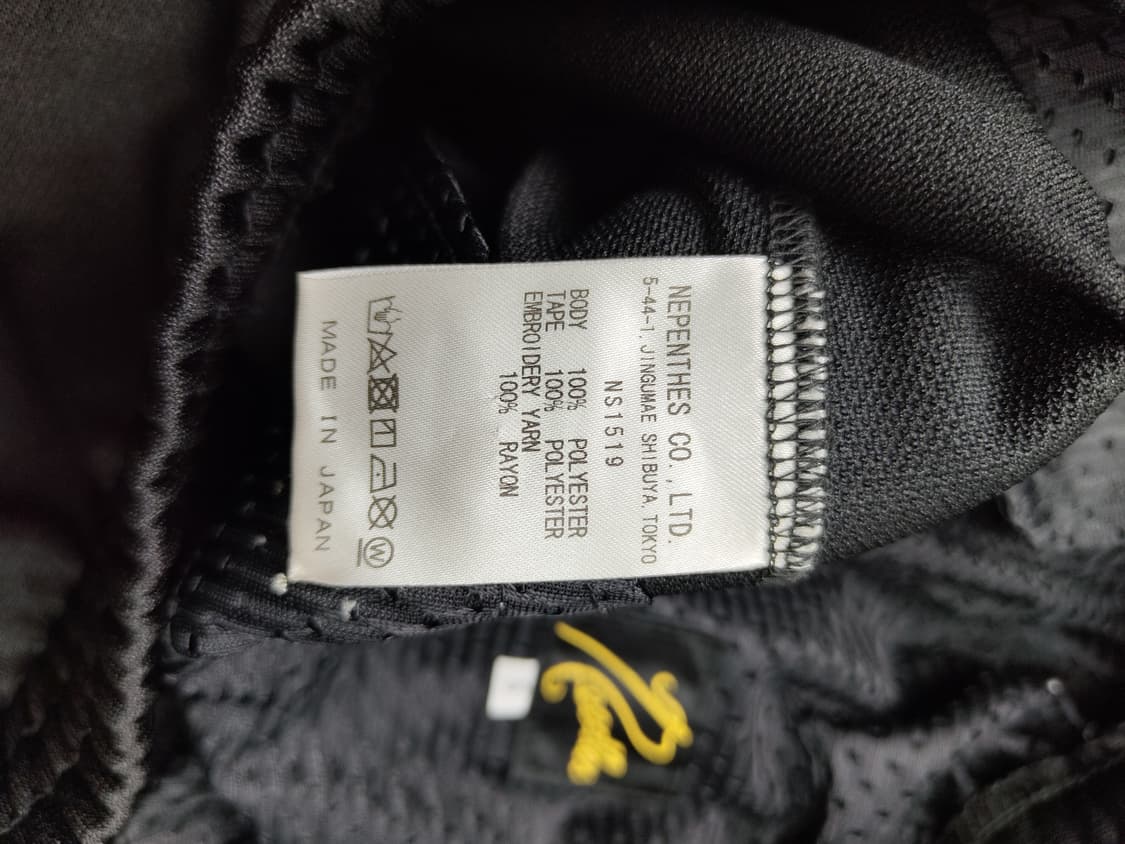 NEPENTHES CO., LTD.
5-44-1, JINGUMAE SHIBUYA, TOKYO
NS1519
BODY 100% POLYESTER
TAPE 100% POLYESTER
EMBROIDERY YARN
100% RAYON
W
MADE IN JAPAN